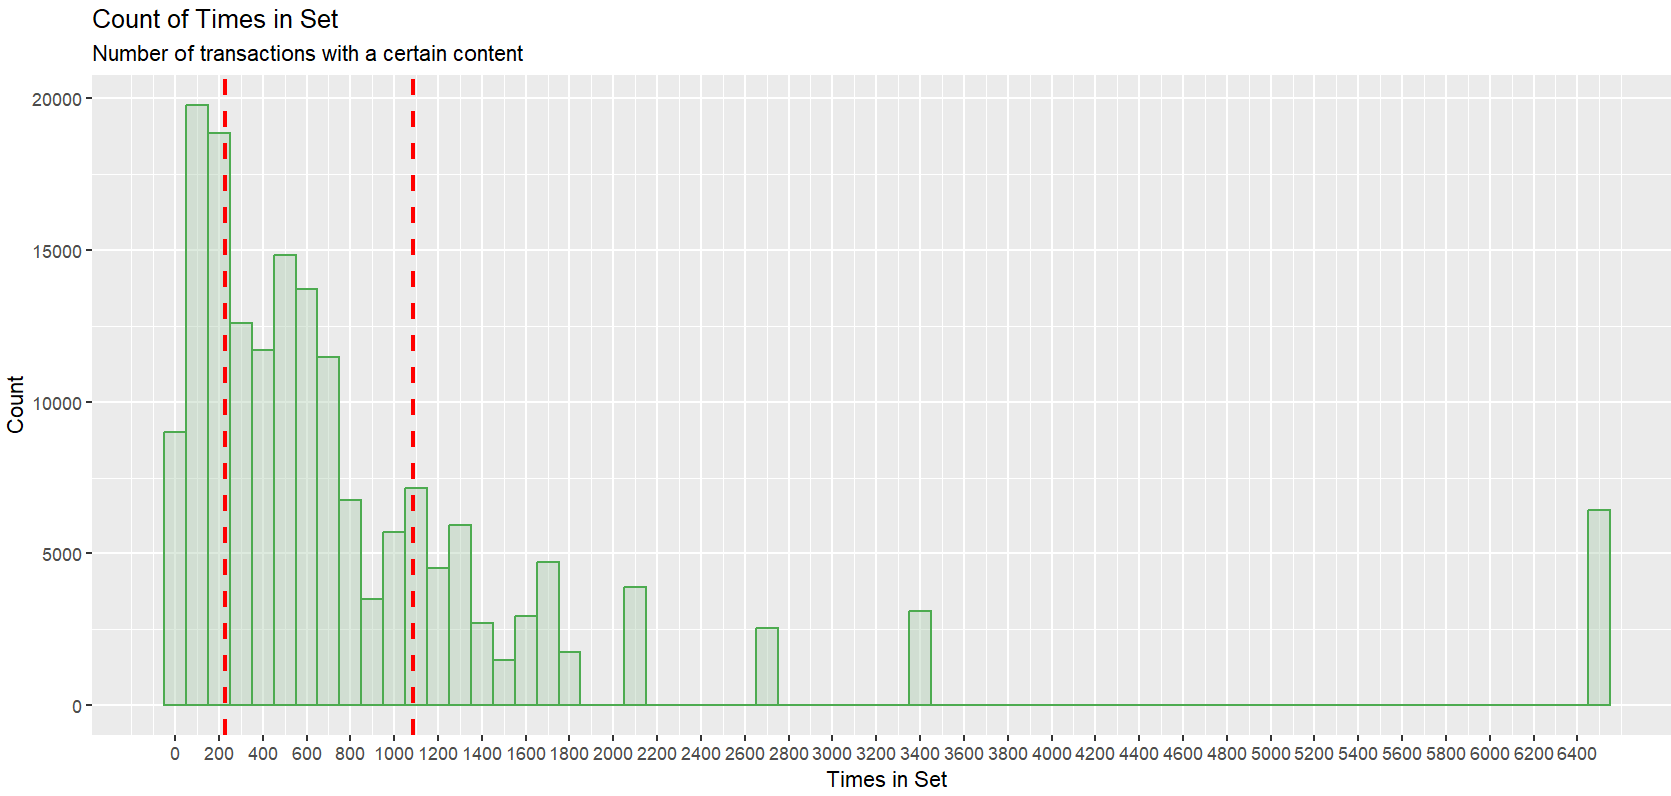 Count of Times in Set
Number of transactions with a certain content
20000
15000
10000
5000
0
Count
0 200 400 600 800 1000 1200 1400 1600 1800 2000 2200 2400 2600 2800 3000 3200 3400 3600 3800 4000 4200 4400 4600 4800 5000 5200 5400 5600 5800 6000 6200 6400
Times in Set